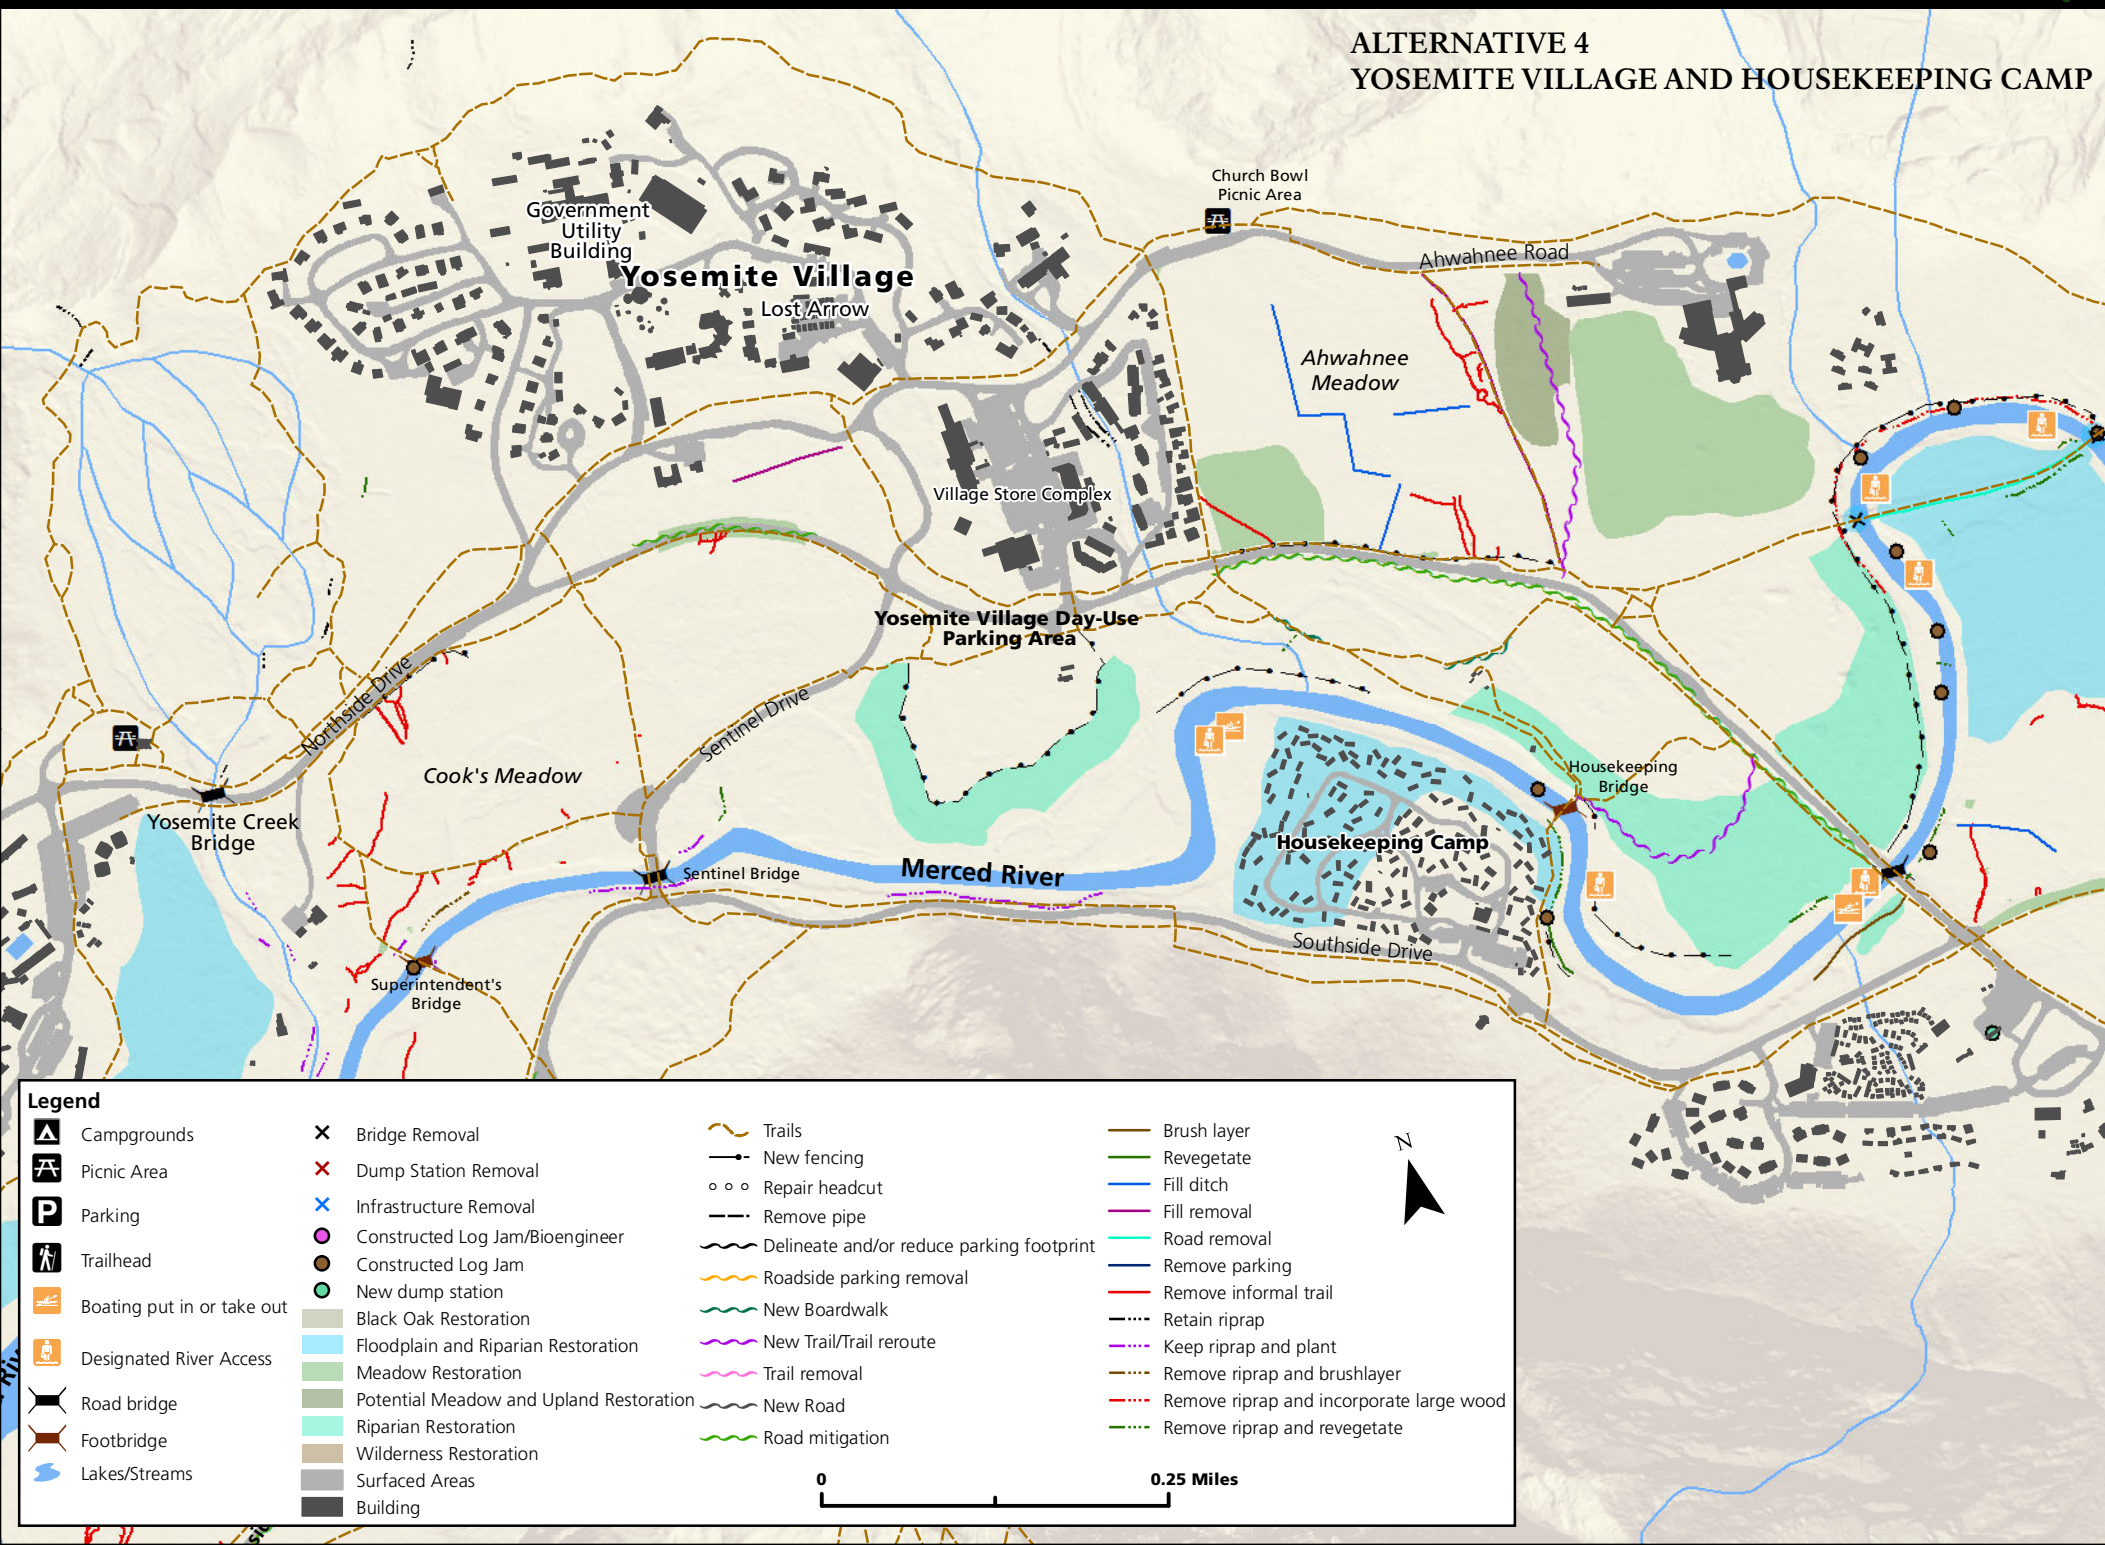 ALTERNATIVE 4
YOSEMITE VILLAGE AND HOUSEKEEPING CAMP
Church Bowl
Picnic Area
Government
Utility
Building
Yosemite Village
Lost Arrow
Ahwahnee Road
Ahwahnee
Meadow
Village Store Complex
Yosemite Village Day-Use
Parking Area
Northside Drive
Sentinel Drive
Cook's Meadow
Housekeeping
Bridge
Yosemite Creek
Bridge
Housekeeping Camp
Sentinel Bridge
Merced River
Southside Drive
Superintendent's
Bridge
Legend
Campgrounds
Picnic Area
P
Parking
Trailhead
Boating put in or take out
Designated River Access
Road bridge
Footbridge
Lakes/Streams
Bridge Removal
Dump Station Removal
Infrastructure Removal
Constructed Log Jam/Bioengineer
Constructed Log Jam
New dump station
Black Oak Restoration
Floodplain and Riparian Restoration
Meadow Restoration
Potential Meadow and Upland Restoration
Riparian Restoration
Wilderness Restoration
Surfaced Areas
Building
Trails
New fencing
Repair headcut
Remove pipe
Delineate and/or reduce parking footprint
Roadside parking removal
New Boardwalk
New Trail/Trail reroute
Trail removal
New Road
Road mitigation
Brush layer
Revegetate
Fill ditch
Fill removal
Road removal
Remove parking
Remove informal trail
Retain riprap
Keep riprap and plant
Remove riprap and brushlayer
Remove riprap and incorporate large wood
Remove riprap and revegetate
N
0 0.25 Miles